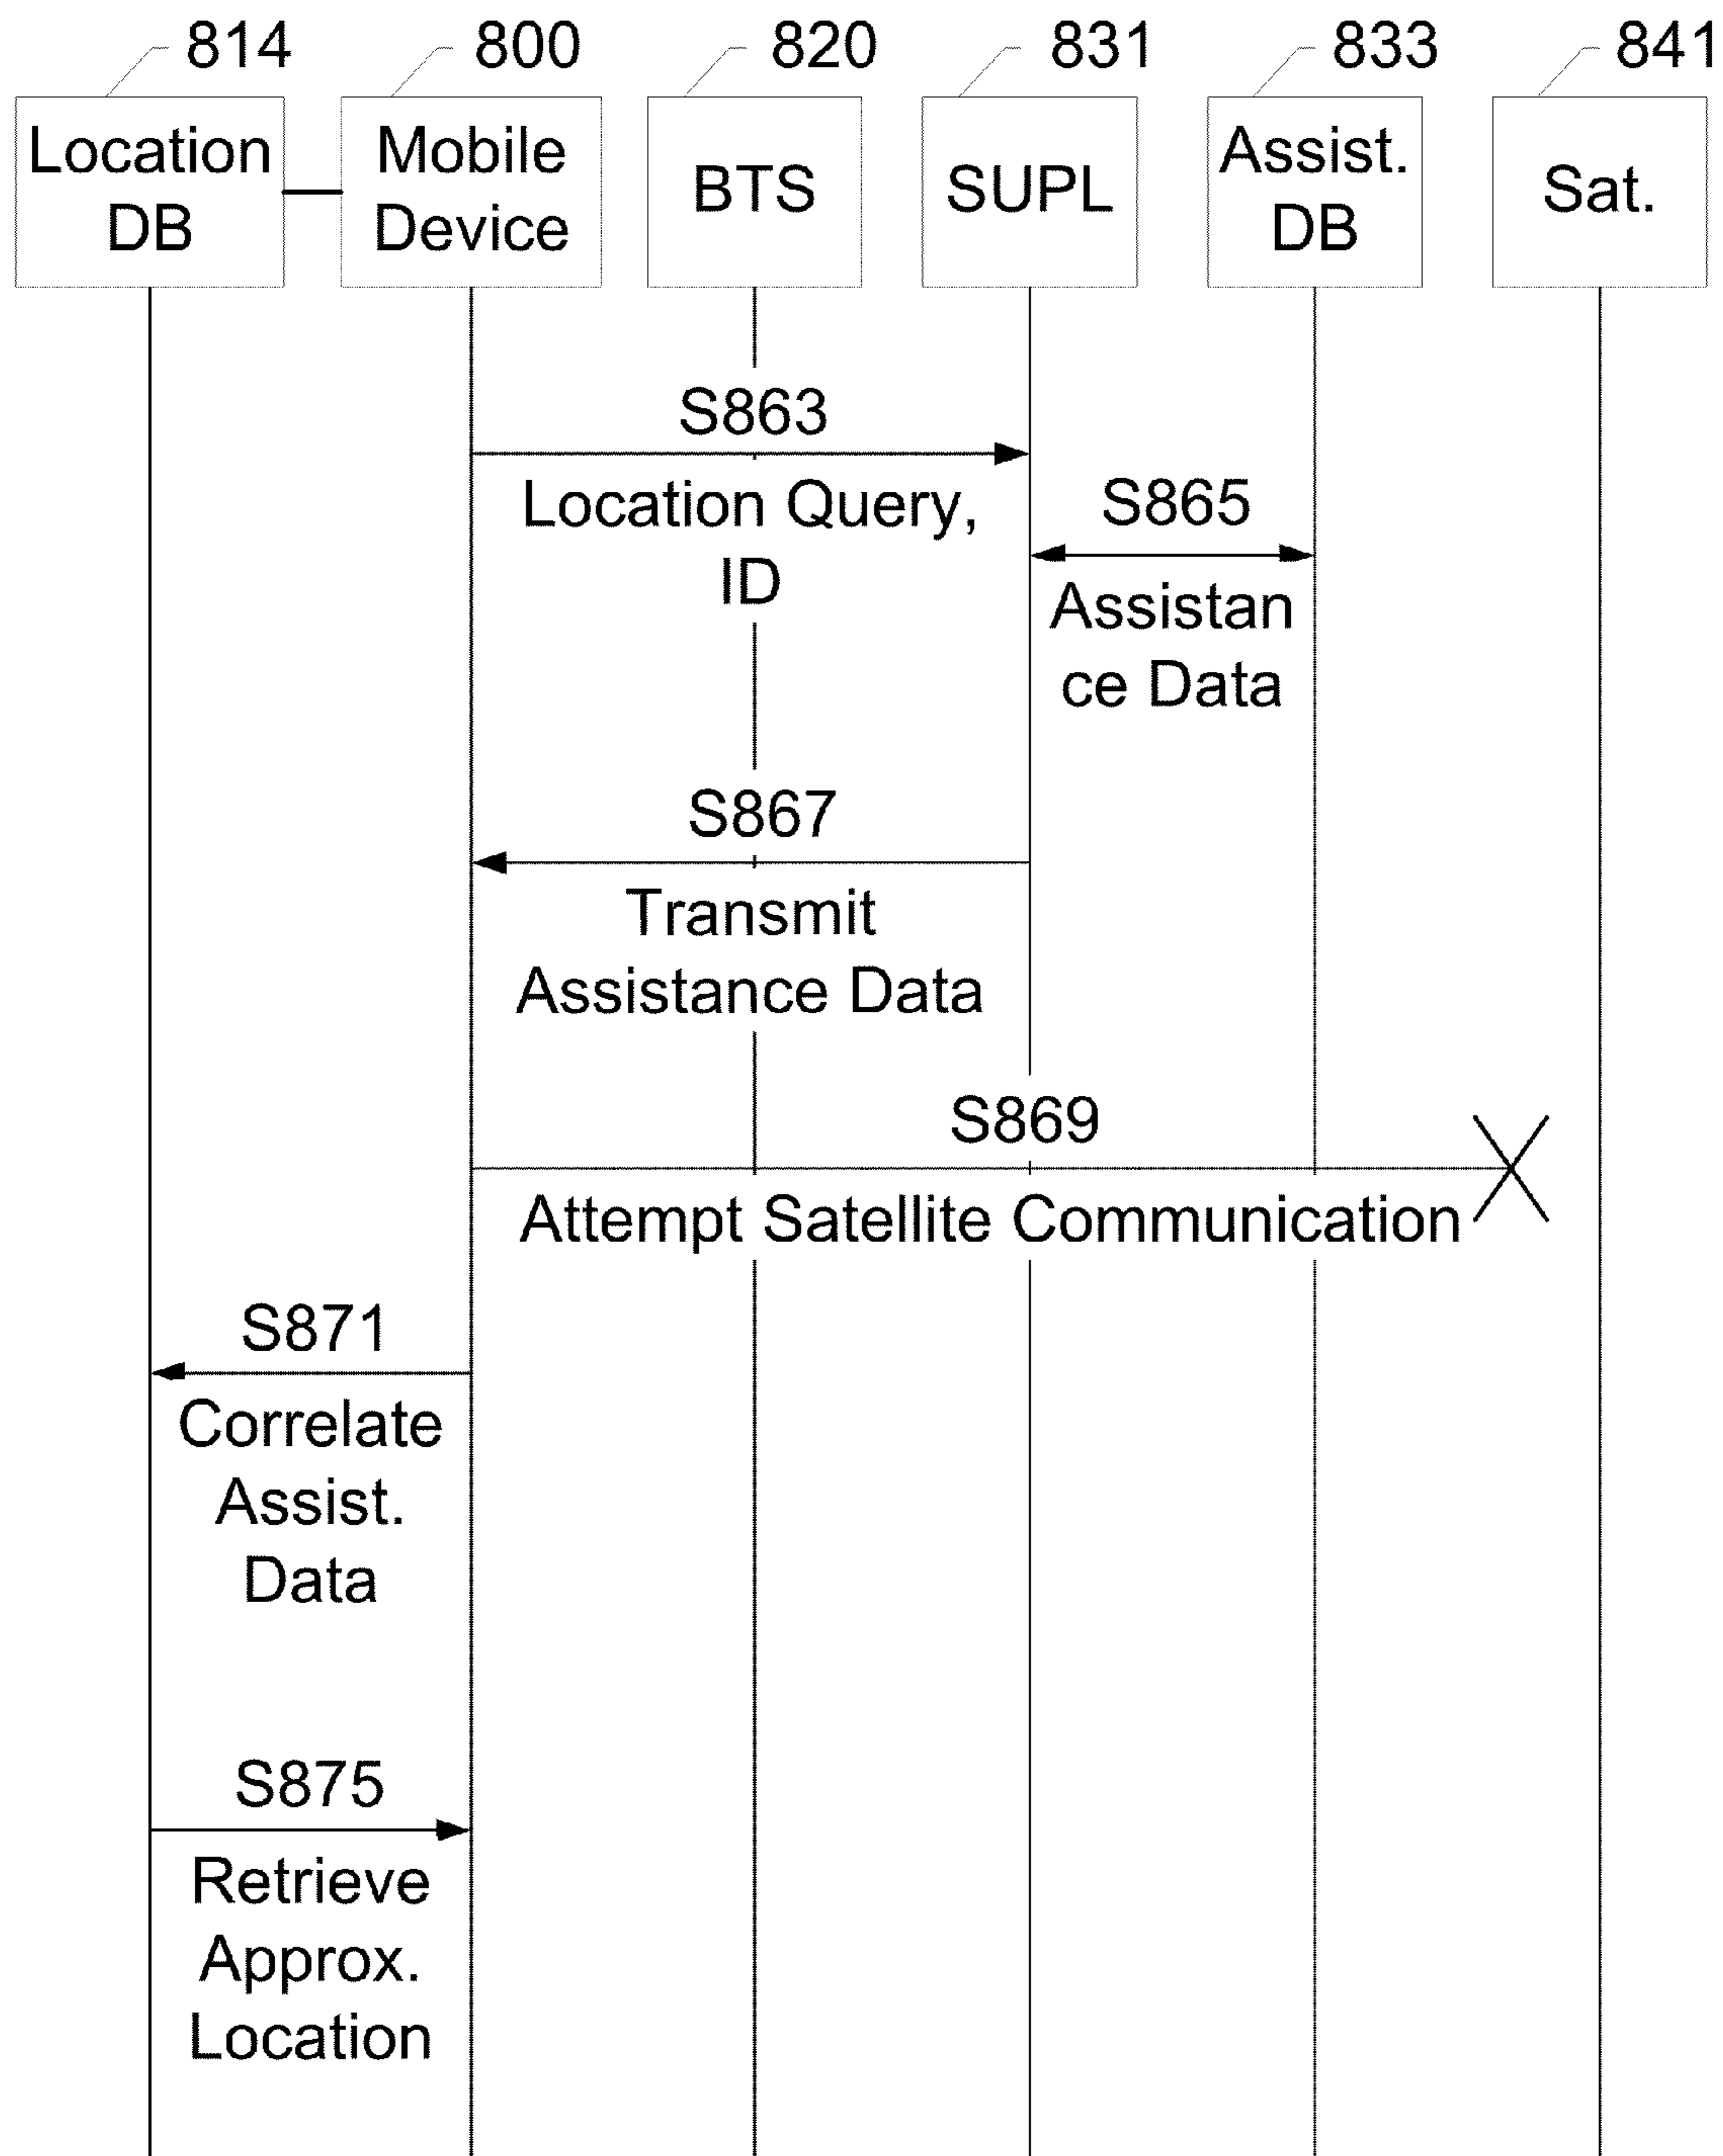 814
800
820
831
833
841
Location
DB
Mobile
Device
BTS
SUPL
Assist.
DB
Sat.
S863
Location Query,
ID
S865
Assistan
ce Data
S867
Transmit
Assistance Data
S869
Attempt Satellite Communication
S871
Correlate
Assist.
Data
S875
Retrieve
Approx.
Location